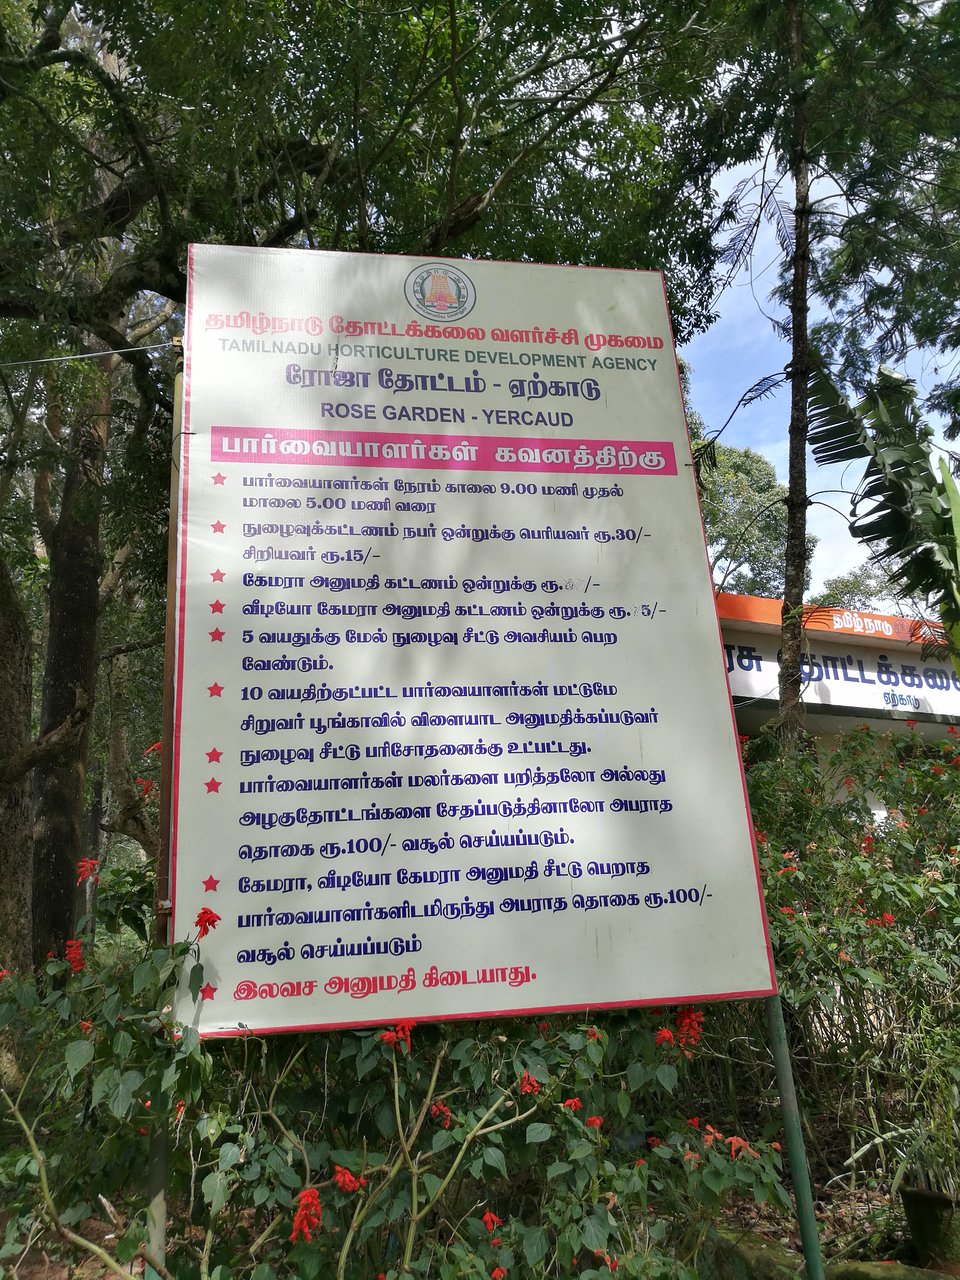 தமிழ்நாடு தோட்டக்கலை வளர்ச்சி முகமை
TAMILNADU HORTICULTURE DEVELOPMENT AGENCY
ரோஜா தோட்டம் - ஏற்காடு
ROSE GARDEN - YERCAUD
பார்வையாளர்கள் கவனத்திற்கு
பார்வையாளர்கள் நேரம் காலை 9.00 மணி முதல்
மாலை 5.00 மணி வரை
நுழைவுக்கட்டணம் நபர் ஒன்றுக்கு பெரியவர் ரூ.30/-
சிறியவர் ரூ.15/-
கேமரா அனுமதி கட்டணம் ஒன்றுக்கு ரூ. /-
வீடியோ கேமரா அனுமதி கட்டணம் ஒன்றுக்கு ரூ. 5/-
5 வயதுக்கு மேல் நுழைவு சீட்டு அவசியம் பெற
வேண்டும்.
10 வயதிற்குட்பட்ட பார்வையாளர்கள் மட்டுமே
சிறுவர் பூங்காவில் விளையாட அனுமதிக்கப்படுவர்
நுழைவு சீட்டு பரிசோதனைக்கு உட்பட்டது.
பார்வையாளர்கள் மலர்களை பறித்தலோ அல்லது
அழகுதோட்டங்களை சேதப்படுத்தினாலோ அபராத
தொகை ரூ.100/- வசூல் செய்யப்படும்.
கேமரா, வீடியோ கேமரா அனுமதி சீட்டு பெறாத
பார்வையாளர்களிடமிருந்து அபராத தொகை ரூ.100/-
வசூல் செய்யப்படும்
இலவச அனுமதி கிடையாது.
தமிழ்நாடு
ரசு தோட்டக்கலை
ஏற்காடு